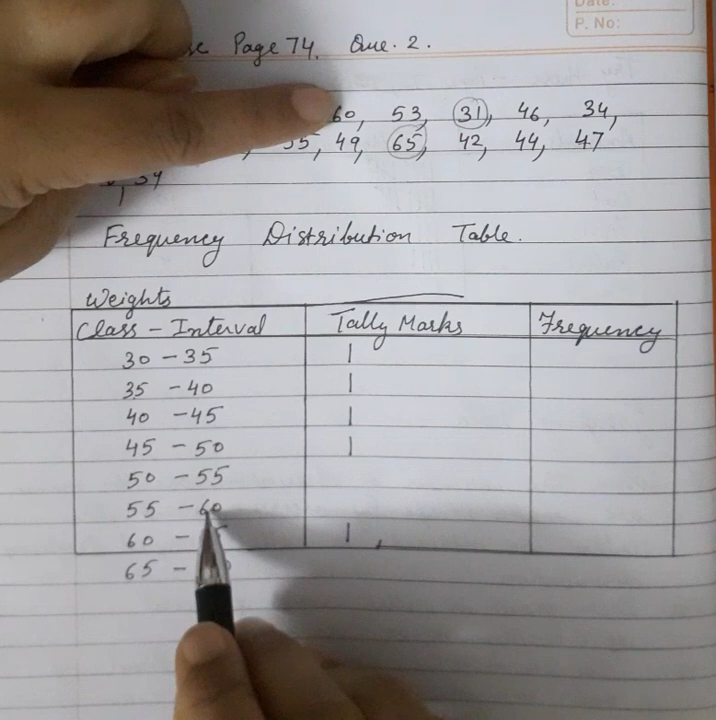 Date:
P. No:
Page 74. Que. 2.
60, 53, 31, 46, 34,
49, 65, 42, 44, 47
Frequency Distribution Table.
Weights
Class - Interval Tally Marks Frequency
30 - 35 |
35 - 40 |
40 - 45 |
45 - 50 |
50 - 55
55 - 60
60 - |
65 -